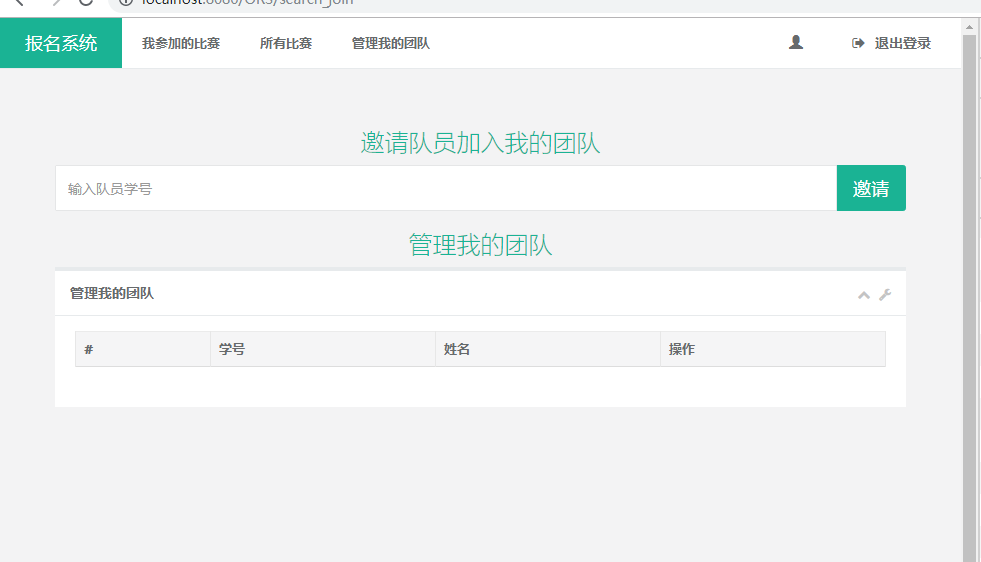 localhost:8080/ORS/search_join
报名系统 我参加的比赛 所有比赛 管理我的团队 退出登录
邀请队员加入我的团队
输入队员学号 邀请
管理我的团队
管理我的团队
# 学号 姓名 操作